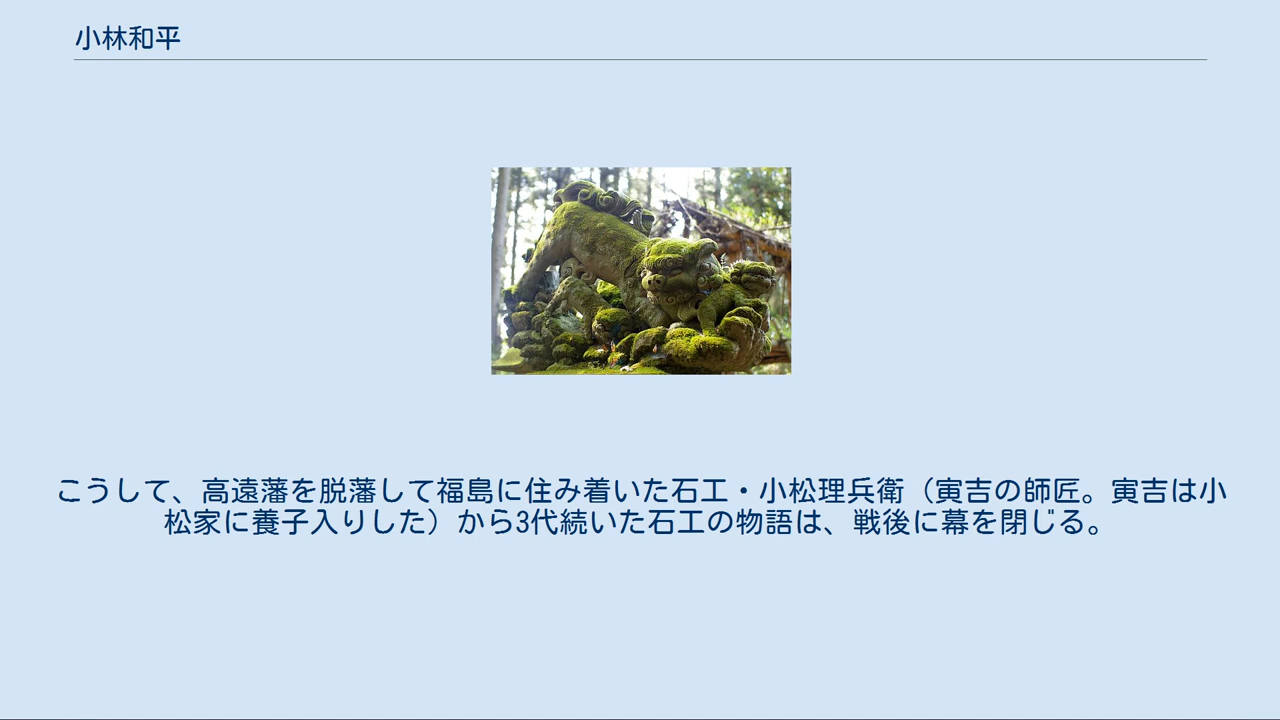 小林和平
こうして、高遠藩を脱藩して福島に住み着いた石工・小松理兵衛（寅吉の師匠。寅吉は小
松家に養子入りした）から3代続いた石工の物語は、戦後に幕を閉じる。